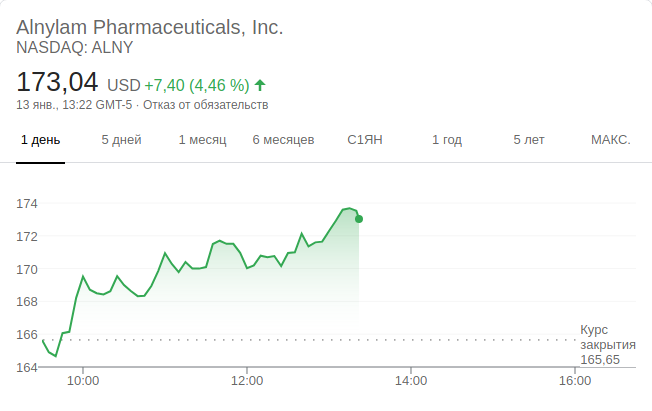 Alnylam Pharmaceuticals, Inc.
NASDAQ: ALNY
173,04 USD +7,40 (4,46 %)
13 янв., 13:22 GMT-5 · Отказ от обязательств
1 день 5 дней 1 месяц 6 месяцев С1ЯН 1 год 5 лет МАКС.
174
172
170
168
166
164
Курс
закрытия
165,65
10:00 12:00 14:00 16:00